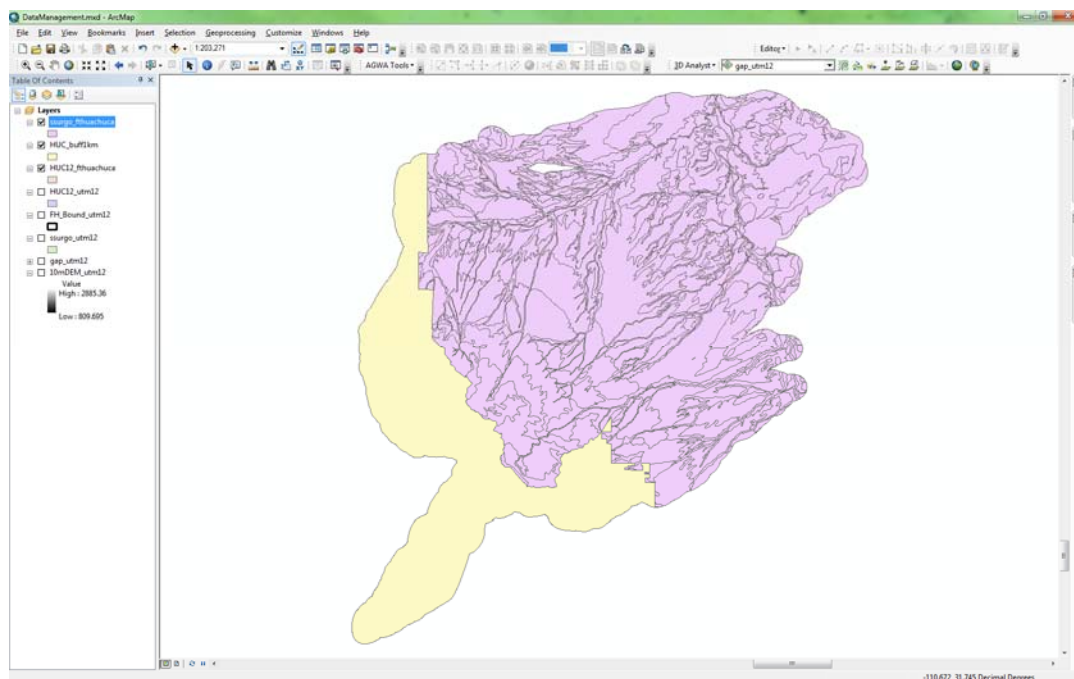 DataManagement.mxd - ArcMap
File Edit View Bookmarks Insert Selection Geoprocessing Customize Windows Help
1:203,271
Editor
AGWA Tools
3D Analyst
gap_utm12
Table Of Contents
Layers
ssurgo_fthuachuca
HUC_buff1km
HUC12_fthuachuca
HUC12_utm12
FH_Bound_utm12
ssurgo_utm12
gap_utm12
10mDEM_utm12
Value
High : 2885.36
Low : 809.695
-110.672 31.745 Decimal Degrees